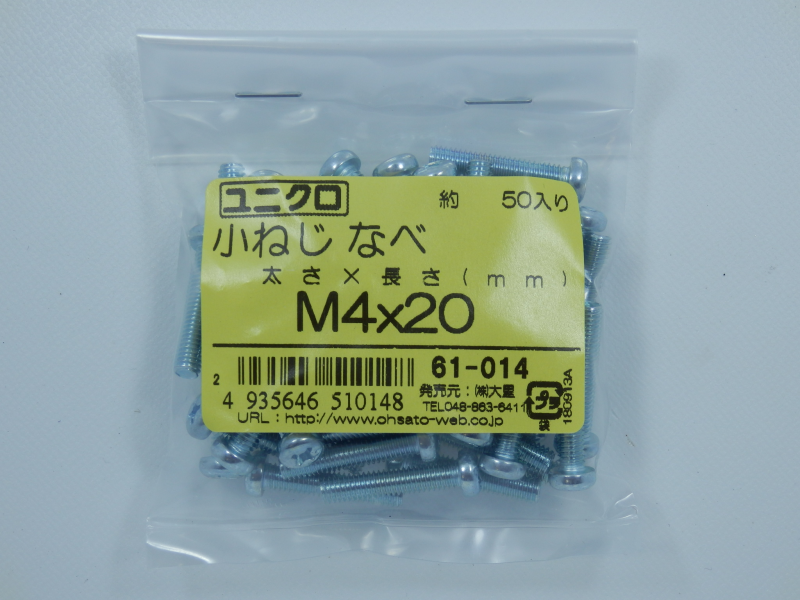 ユニクロ 約 50入り
小ねじ なべ
太さ×長さ(mm)
M4x20
2
4 935646 510148
61-014
発売元:㈱大里
TEL048-863-6411
プラ
袋
180913A
URL:http://www.ohsato-web.co.jp